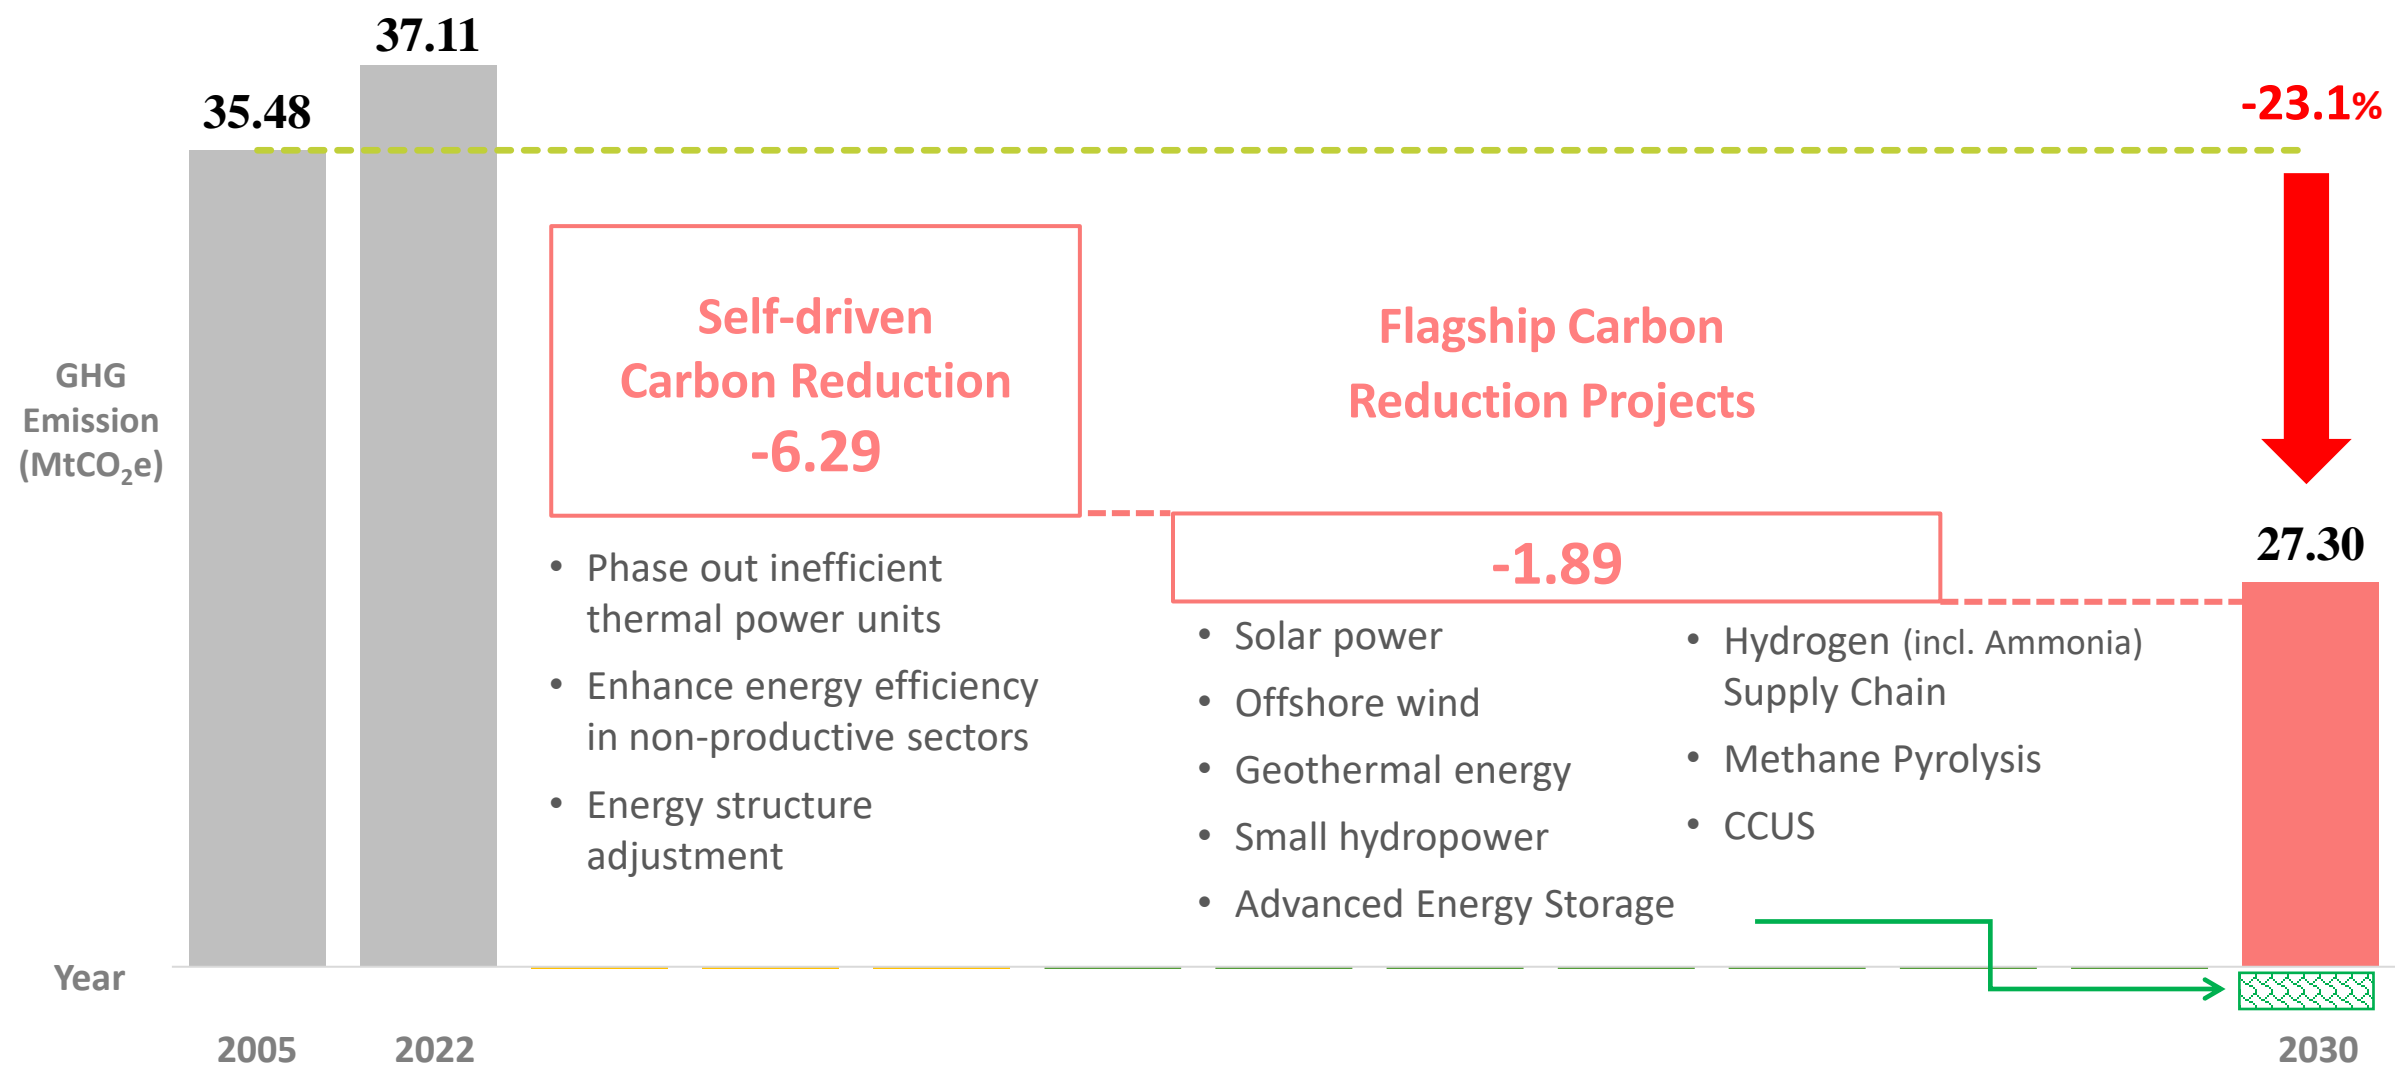 37.11
35.48
-23.1%
GHG
Emission
(MtCO₂e)
Self-driven
Carbon Reduction
-6.29
• Phase out inefficient
thermal power units
• Enhance energy efficiency
in non-productive sectors
• Energy structure
adjustment
Flagship Carbon
Reduction Projects
-1.89
• Solar power
• Offshore wind
• Geothermal energy
• Small hydropower
• Advanced Energy Storage
• Hydrogen (incl. Ammonia)
Supply Chain
• Methane Pyrolysis
• CCUS
27.30
Year
2005
2022
2030